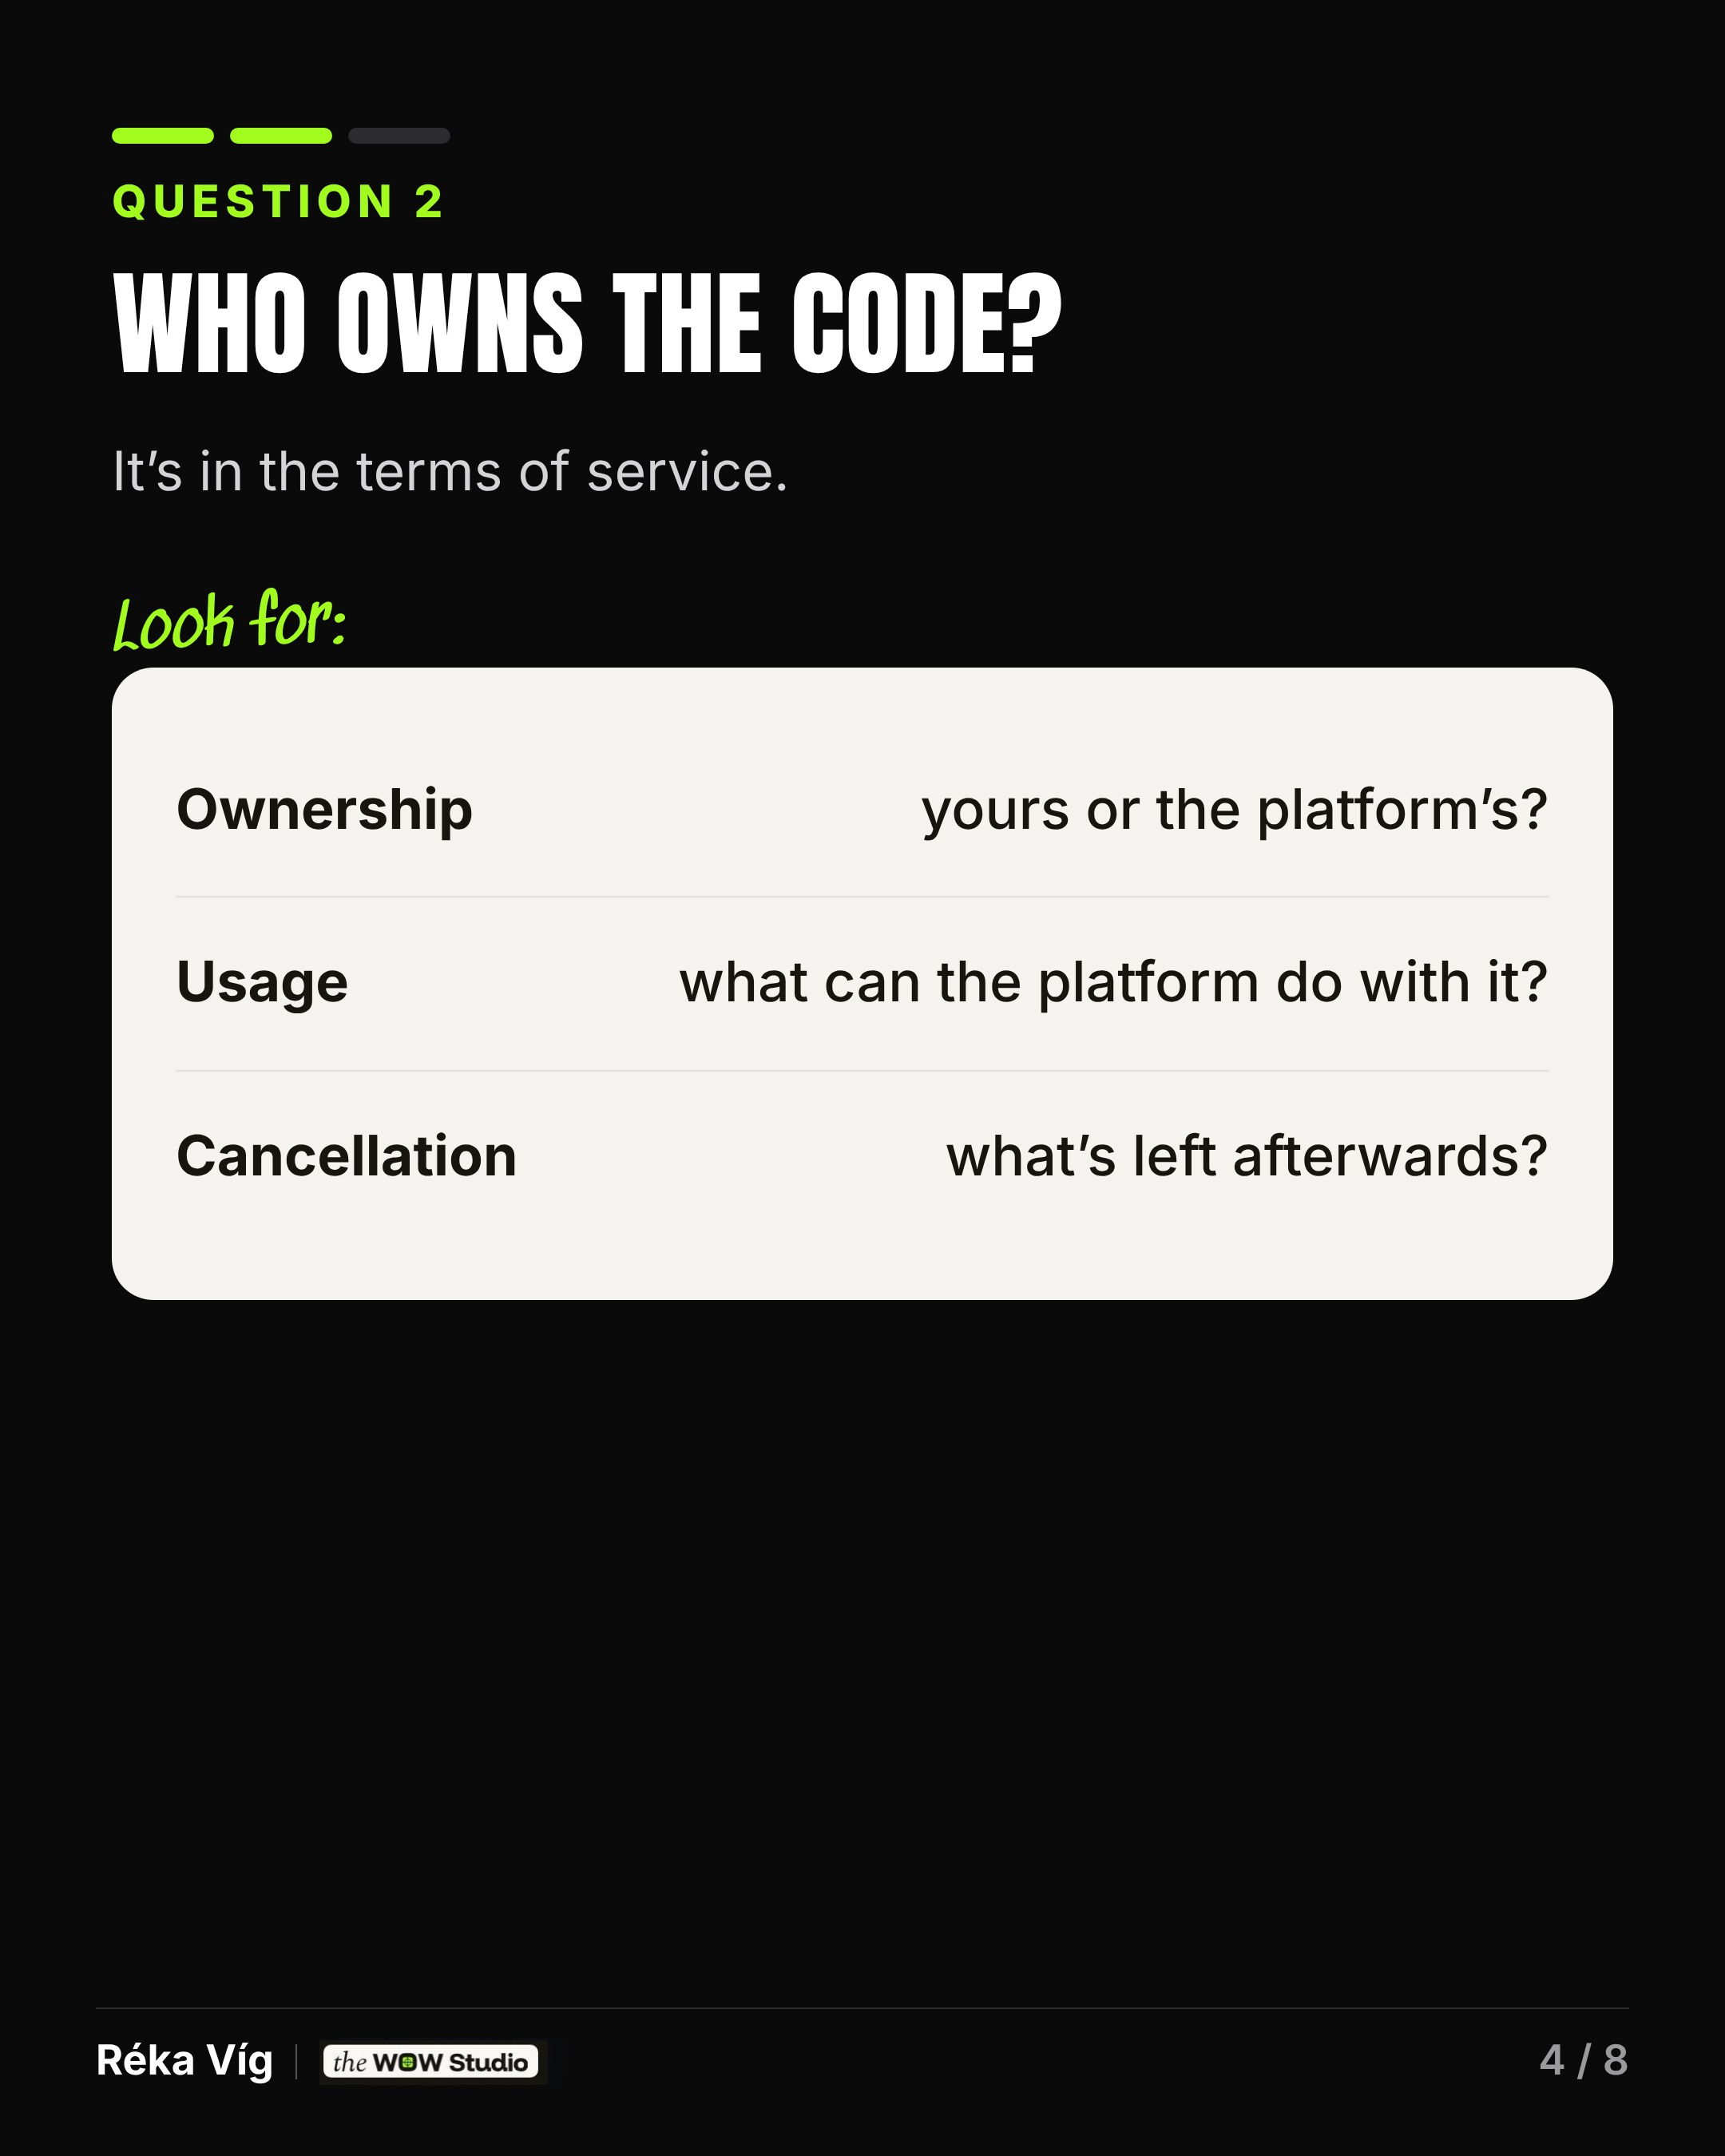 QUESTION 2
WHO OWNS THE CODE?
It’s in the terms of service.
Look for:
Ownership yours or the platform’s?
Usage what can the platform do with it?
Cancellation what’s left afterwards?
Réka Víg the WOW Studio 4 / 8